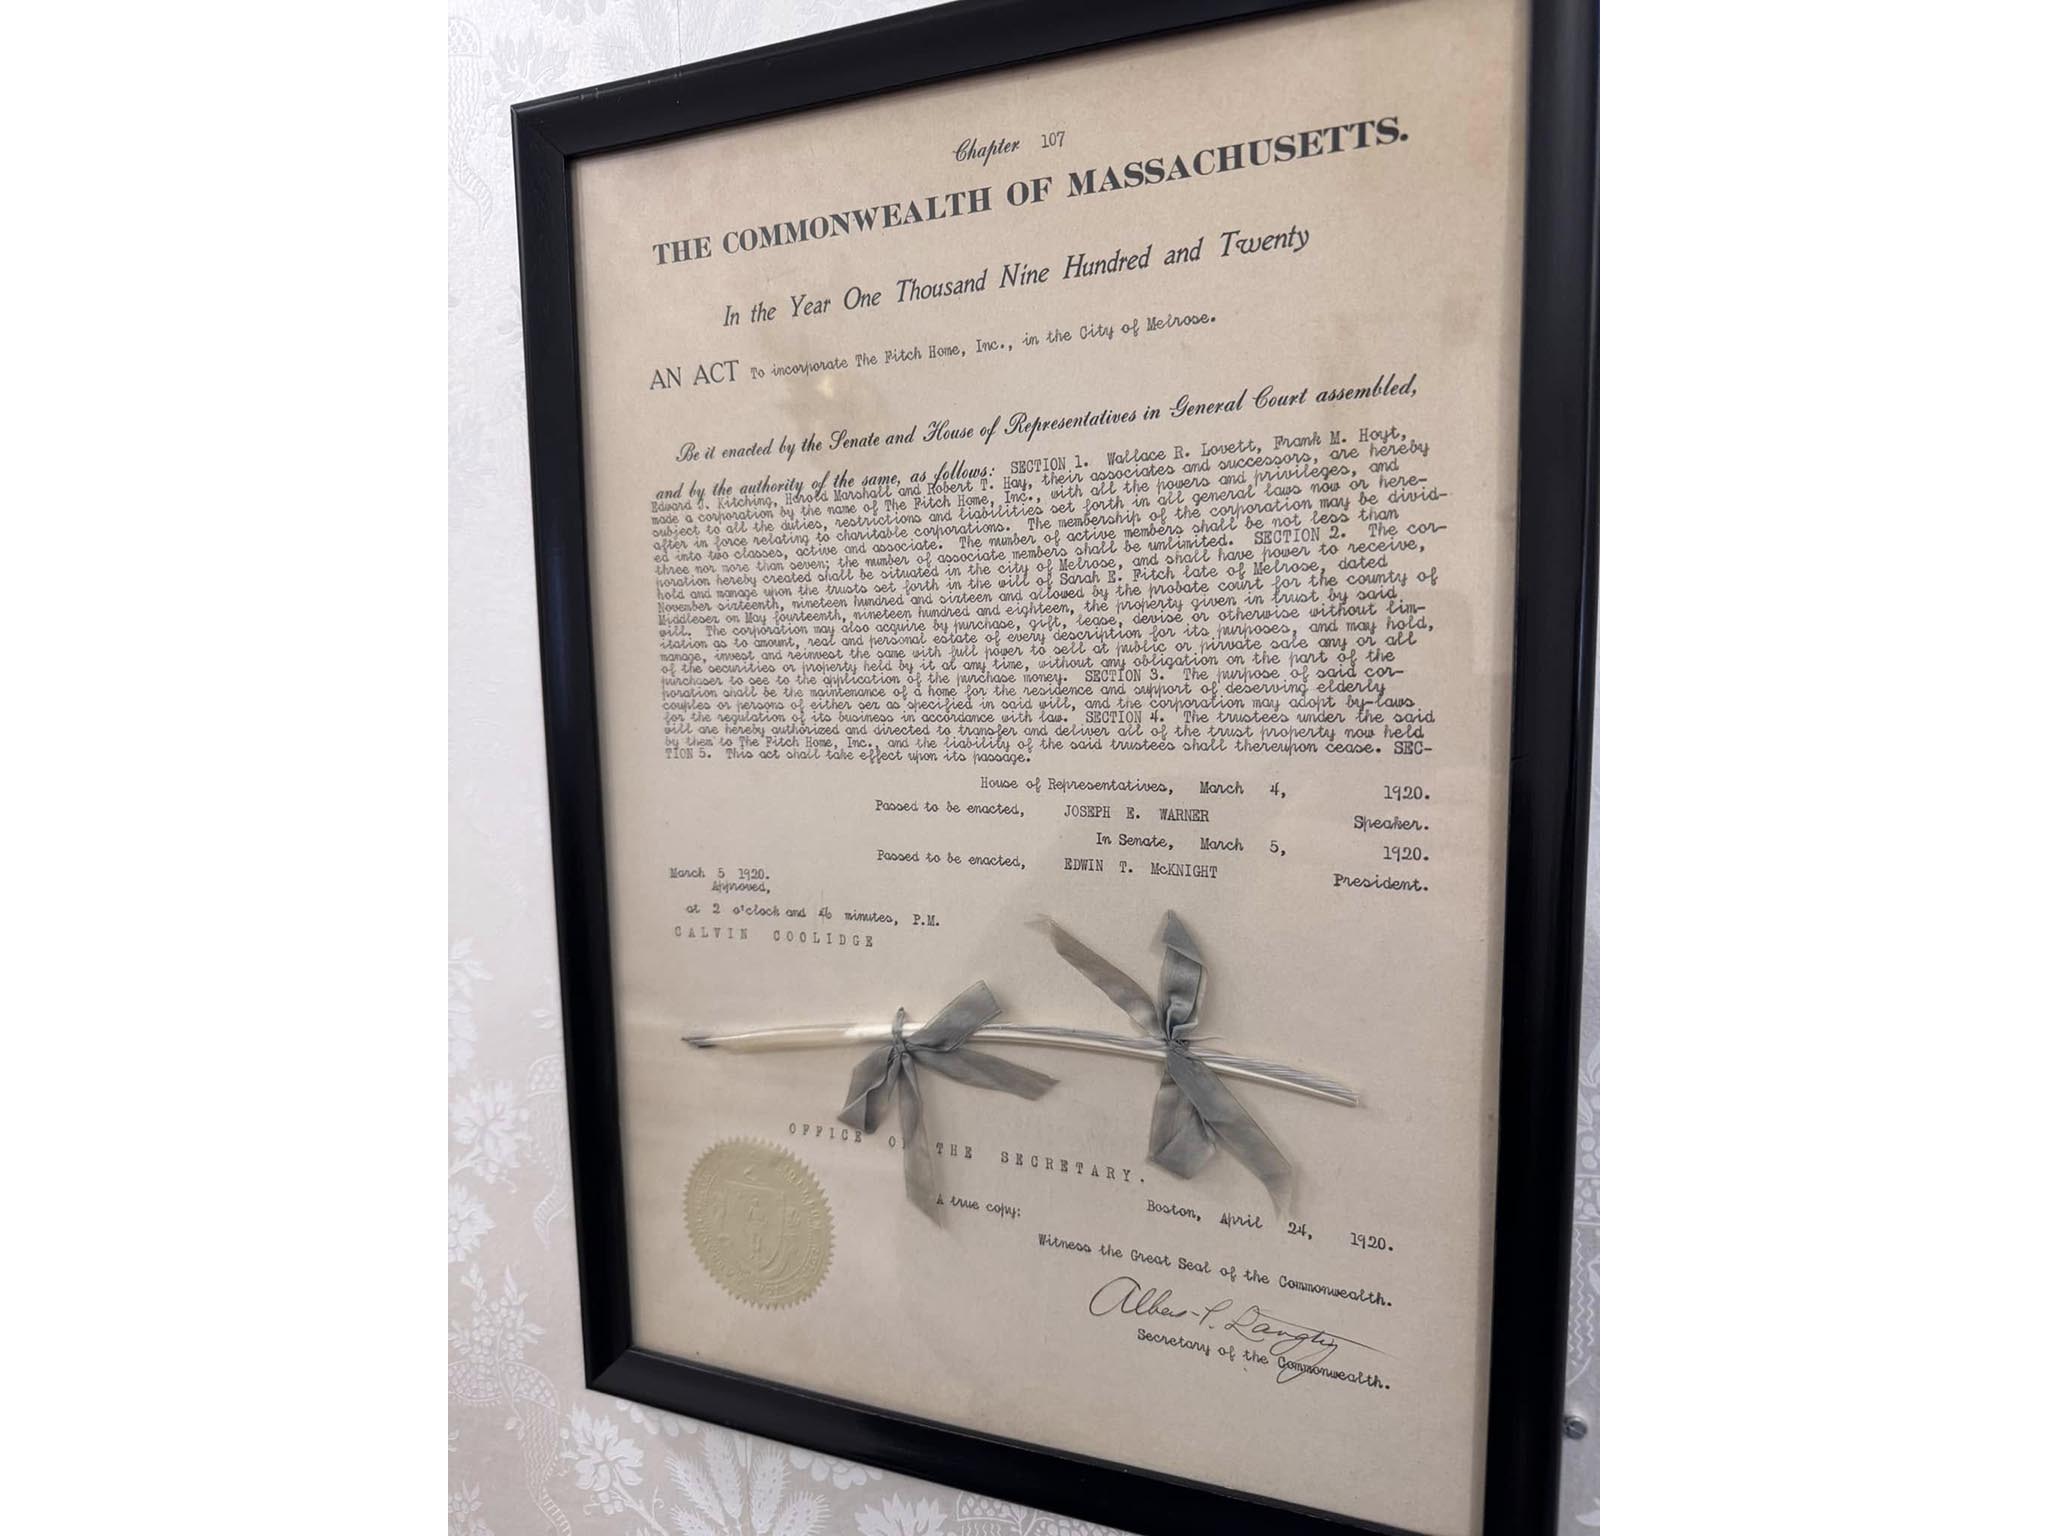 Chapter 107
THE COMMONWEALTH OF MASSACHUSETTS.
In the Year One Thousand Nine Hundred and Twenty
AN ACT To incorporate The Fitch Home, Inc., in the City of Melrose.
Be it enacted by the Senate and House of Representatives in General Court assembled,
and by the authority of the same, as follows: SECTION 1. Wallace R. Lovett, Frank M. Hoyt,
Edward J. Kitching, Harold Marshall and Robert T. Hay, their associates and successors, are hereby
made a corporation by the name of The Fitch Home, Inc., with all the powers and privileges, and
subject to all the duties, restrictions and liabilities set forth in all general laws now or here-
after in force relating to charitable corporations. The membership of the corporation may be divid-
ed into two classes, active and associate. The number of active members shall be not less than
three nor more than seven; the number of associate members shall be unlimited. SECTION 2. The cor-
poration hereby created shall be situated in the city of Melrose, and shall have power to receive,
hold and manage upon the trusts set forth in the will of Sarah E. Fitch late of Melrose, dated
November sixteenth, nineteen hundred and sixteen and allowed by the probate court for the county of
Middlesex on May fourteenth, nineteen hundred and eighteen, the property given in trust by said
will. The corporation may also acquire by purchase, gift, lease, devise or otherwise without lim-
itation as to amount, real and personal estate of every description for its purposes, and may hold,
manage, invest and reinvest the same with full power to sell at public or private sale any or all
of the securities or property held by it at any time, without any obligation on the part of the
purchaser to see to the application of the purchase money. SECTION 3. The purpose of said cor-
poration shall be the maintenance of a home for the residence and support of deserving elderly
couples or persons of either sex as specified in said will, and the corporation may adopt by-laws
for the regulation of its business in accordance with law. SECTION 4. The trustees under the said
will are hereby authorized and directed to transfer and deliver all of the trust property now held
by them to The Fitch Home, Inc., and the liability of the said trustees shall thereupon cease. SEC-
TION 5. This act shall take effect upon its passage.
House of Representatives, March 4, 1920.
Passed to be enacted, JOSEPH E. WARNER Speaker.
In Senate, March 5, 1920.
Passed to be enacted, EDWIN T. McKNIGHT President.
March 5 1920.
Approved,
at 2 o'clock and minutes, P.M.
CALVIN COOLIDGE
OFFICE OF THE SECRETARY.
Boston, April 24, 1920.
A true copy:
Witness the Great Seal of the Commonwealth.
Albert P. Langtry
Secretary of the Commonwealth.